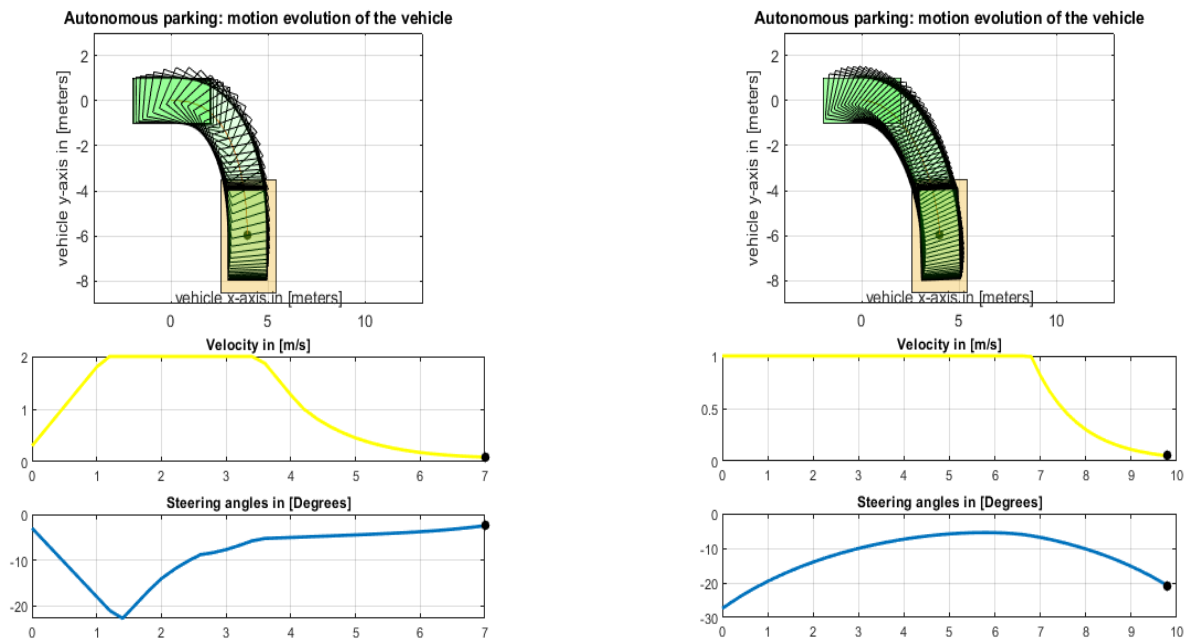 Autonomous parking: motion evolution of the vehicle
vehicle y-axis in [meters]
2
0
-2
-4
-6
-8
vehicle x-axis in [meters]
0 5 10
Velocity in [m/s]
2
1
0
0 1 2 3 4 5 6 7
Steering angles in [Degrees]
0
-10
-20
0 1 2 3 4 5 6 7
Autonomous parking: motion evolution of the vehicle
vehicle y-axis in [meters]
2
0
-2
-4
-6
-8
vehicle x-axis in [meters]
0 5 10
Velocity in [m/s]
1
0.5
0
0 1 2 3 4 5 6 7 8 9 10
Steering angles in [Degrees]
0
-10
-20
-30
0 1 2 3 4 5 6 7 8 9 10